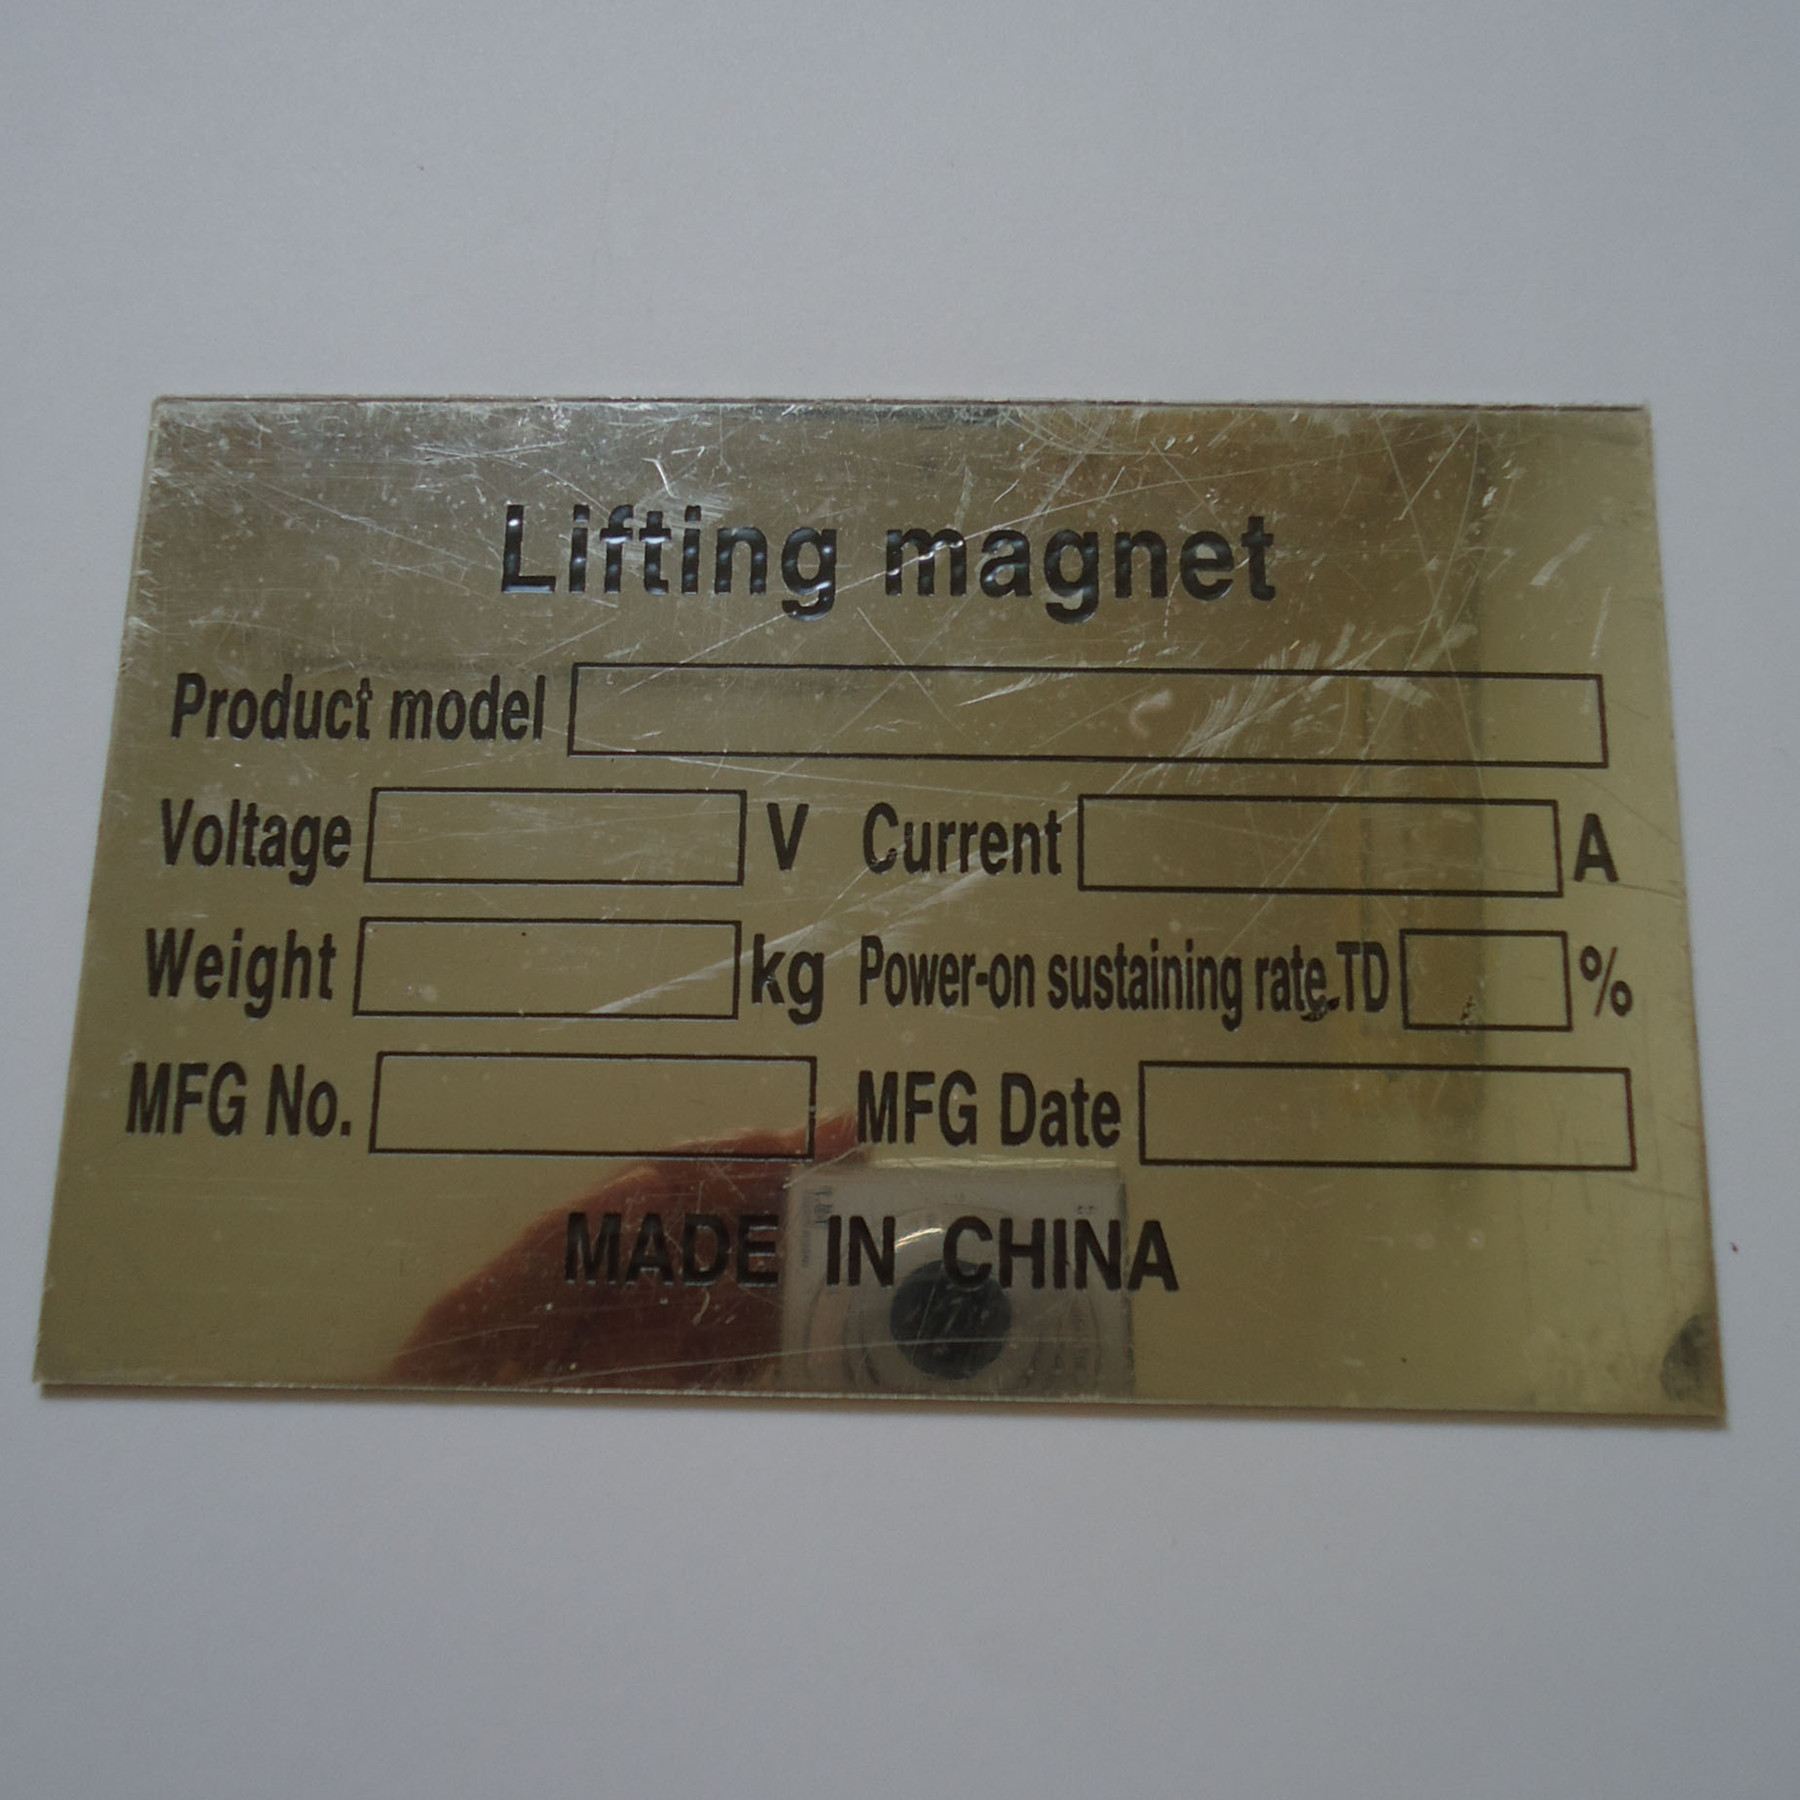 Lifting magnet
Product model
Voltage V Current A
Weight kg Power-on sustaining rate.TD %
MFG No. MFG Date
MADE IN CHINA